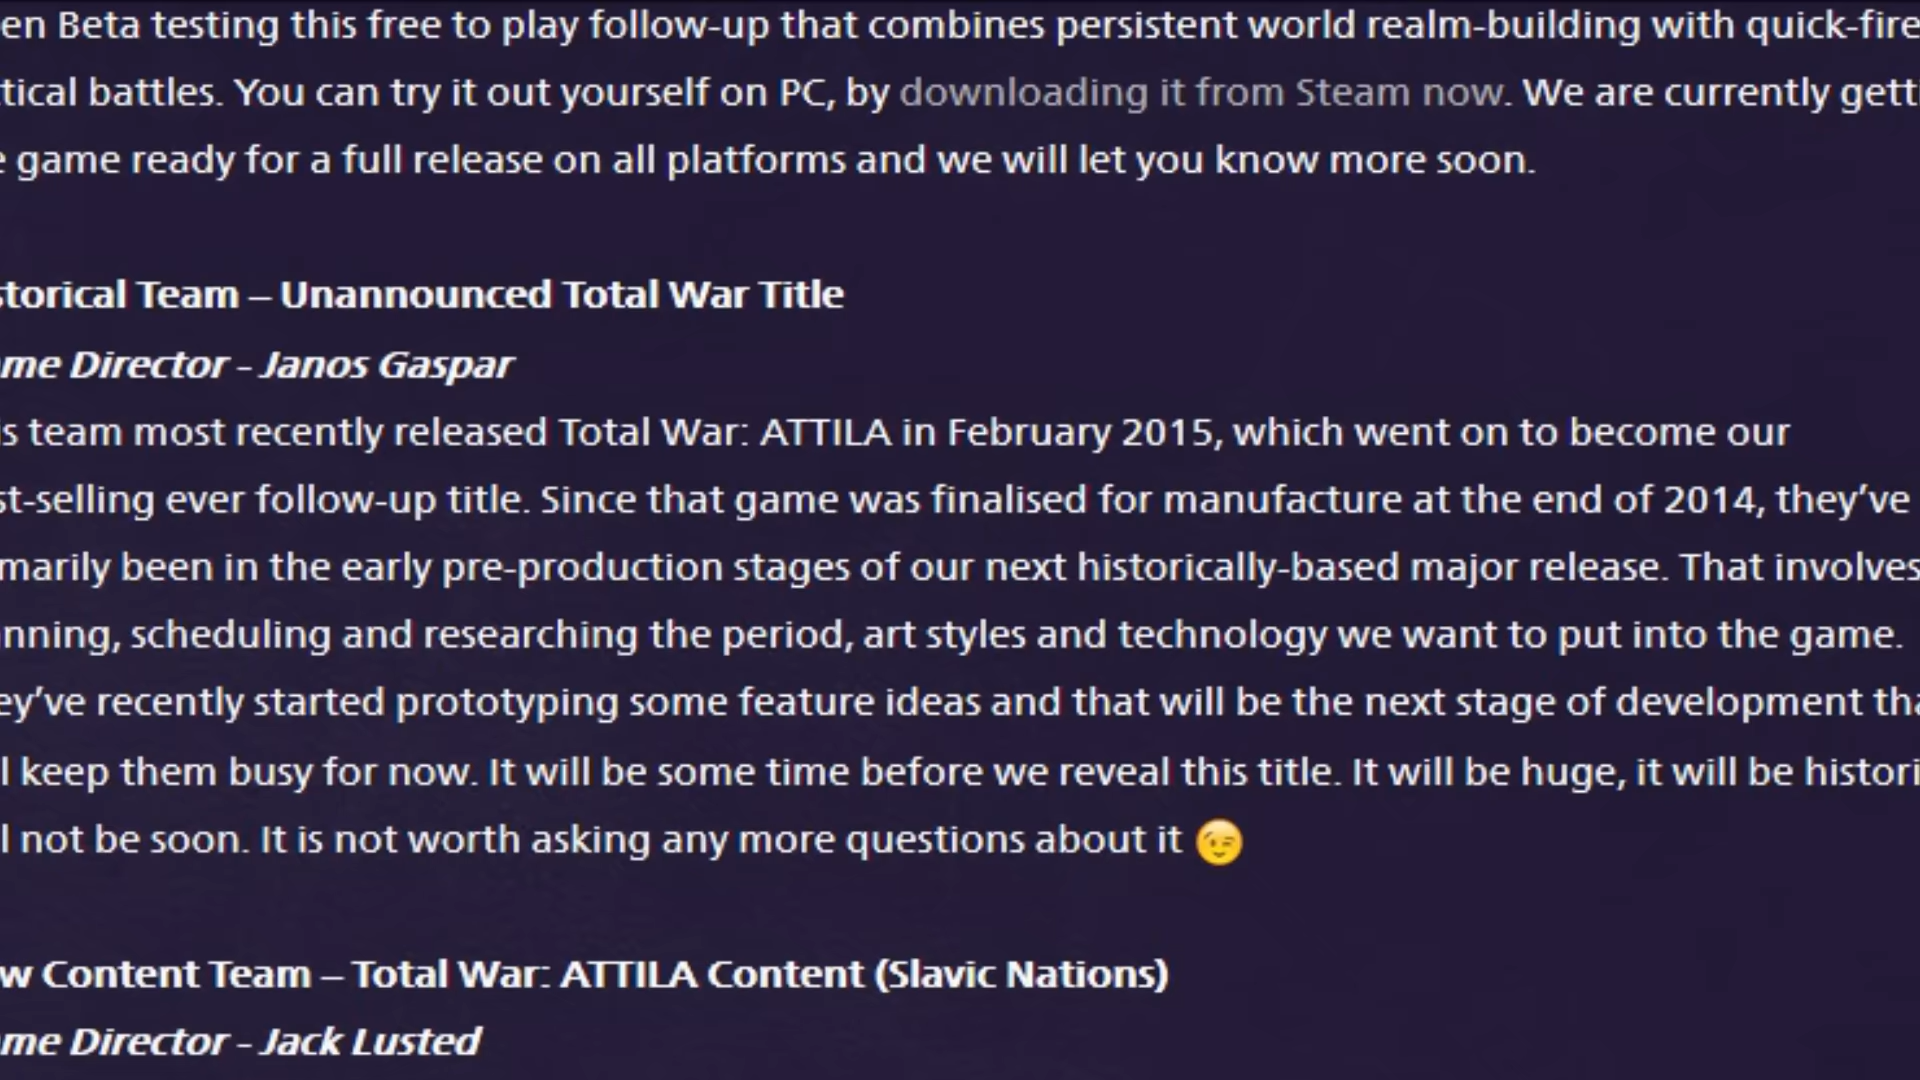 en Beta testing this free to play follow-up that combines persistent world realm-building with quick-fire
tical battles. You can try it out yourself on PC, by downloading it from Steam now. We are currently getti
e game ready for a full release on all platforms and we will let you know more soon.
storical Team – Unannounced Total War Title
me Director - Janos Gaspar
is team most recently released Total War: ATTILA in February 2015, which went on to become our
st-selling ever follow-up title. Since that game was finalised for manufacture at the end of 2014, they’ve
marily been in the early pre-production stages of our next historically-based major release. That involves
nning, scheduling and researching the period, art styles and technology we want to put into the game.
ey’ve recently started prototyping some feature ideas and that will be the next stage of development tha
l keep them busy for now. It will be some time before we reveal this title. It will be huge, it will be histori
l not be soon. It is not worth asking any more questions about it 😉
w Content Team – Total War: ATTILA Content (Slavic Nations)
me Director - Jack Lusted